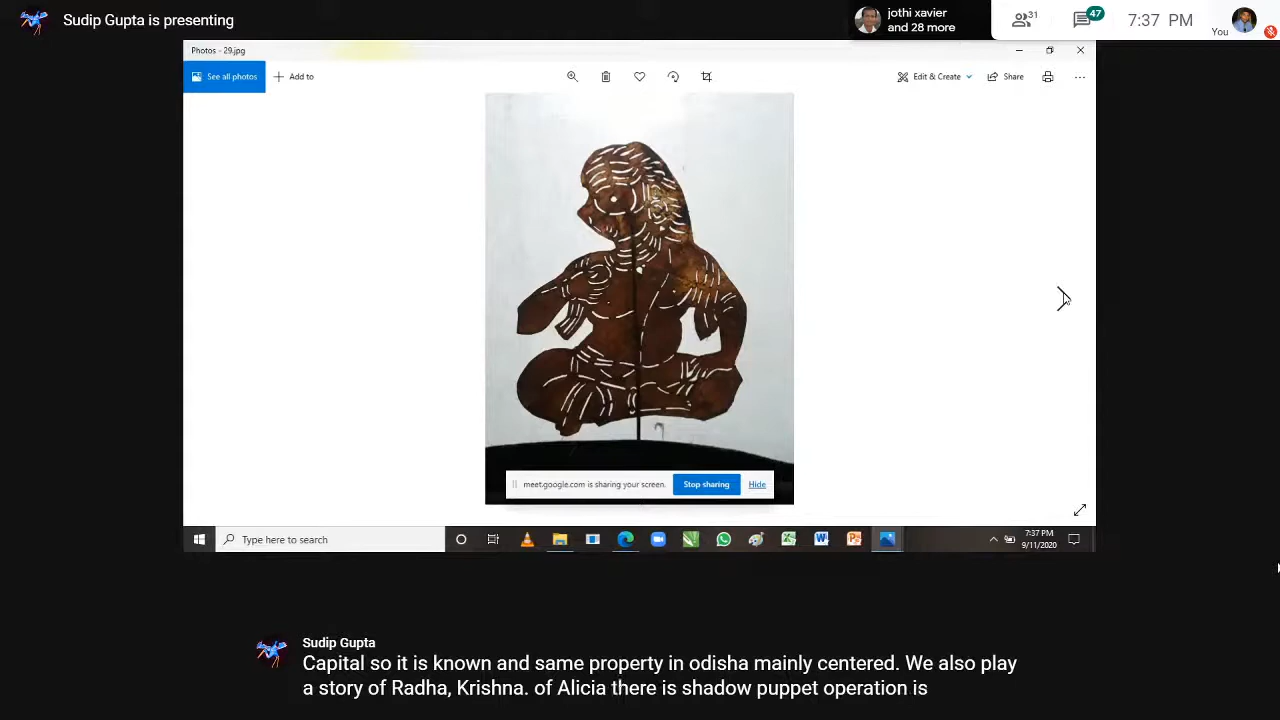 Sudip Gupta is presenting
jothi xavier
and 28 more
31
47
7:37 PM
You
Photos - 29.jpg
See all photos
Add to
Edit & Create
Share
meet.google.com is sharing your screen.
Stop sharing
Hide
Type here to search
7:37 PM
9/11/2020
Sudip Gupta
Capital so it is known and same property in odisha mainly centered. We also play
a story of Radha, Krishna. of Alicia there is shadow puppet operation is